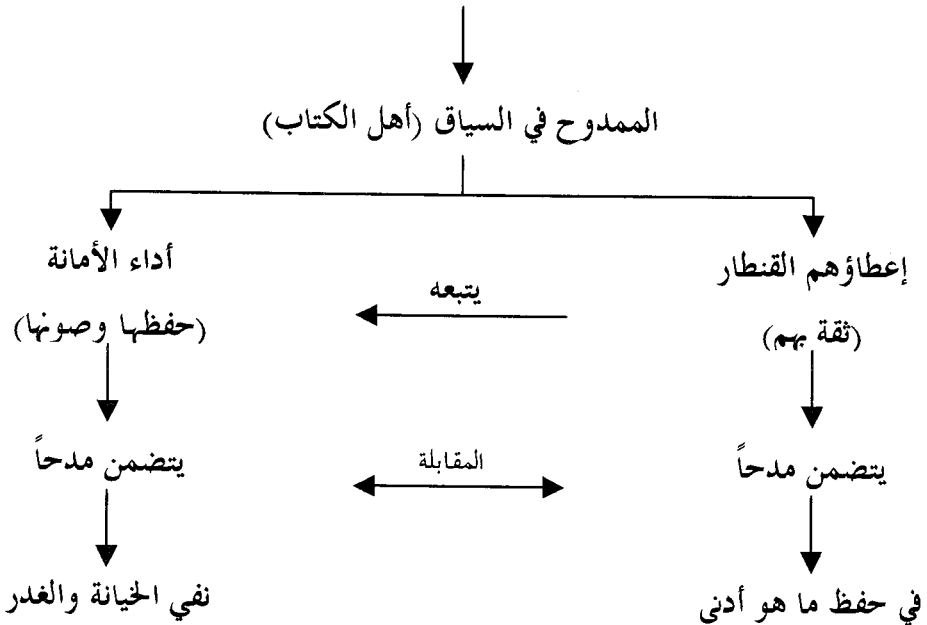 الممدوح في السياق (أهل الكتاب)
إعطاؤهم القنطار
(ثقة بهم)
يتبعه
أداء الأمانة
(حفظها وصونها)
يتضمن مدحاً
المقابلة
يتضمن مدحاً
في حفظ ما هو أدنى
نفي الخيانة والغدر